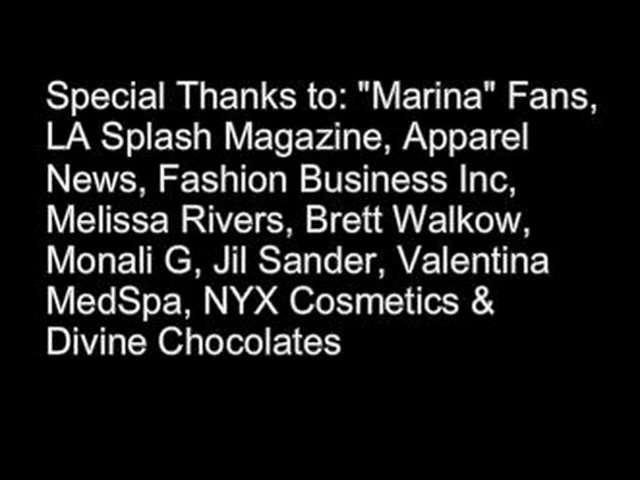 Special Thanks to: "Marina" Fans,
LA Splash Magazine, Apparel
News, Fashion Business Inc,
Melissa Rivers, Brett Walkow,
Monali G, Jil Sander, Valentina
MedSpa, NYX Cosmetics &
Divine Chocolates